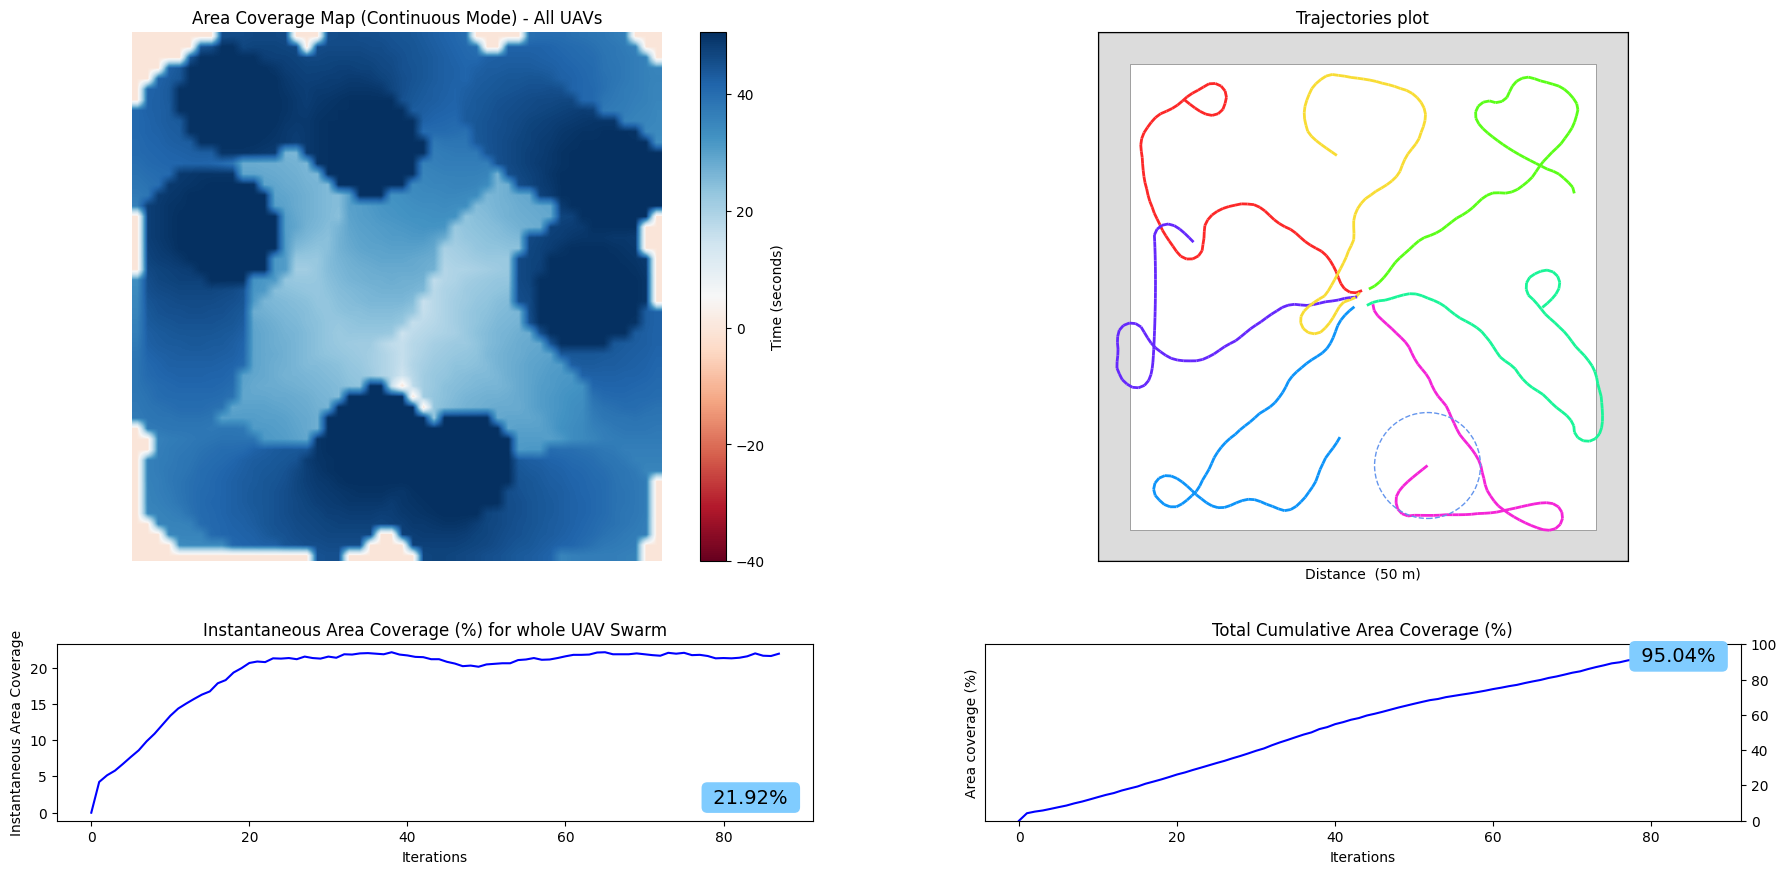 Area Coverage Map (Continuous Mode) - All UAVs
40
20
0
−20
−40
Time (seconds)
Trajectories plot
Distance  (50 m)
Instantaneous Area Coverage (%) for whole UAV Swarm
Instantaneous Area Coverage
20
15
10
5
0
21.92%
0 20 40 60 80
Iterations
Total Cumulative Area Coverage (%)
Area coverage (%)
95.04%
100
80
60
40
20
0
0 20 40 60 80
Iterations